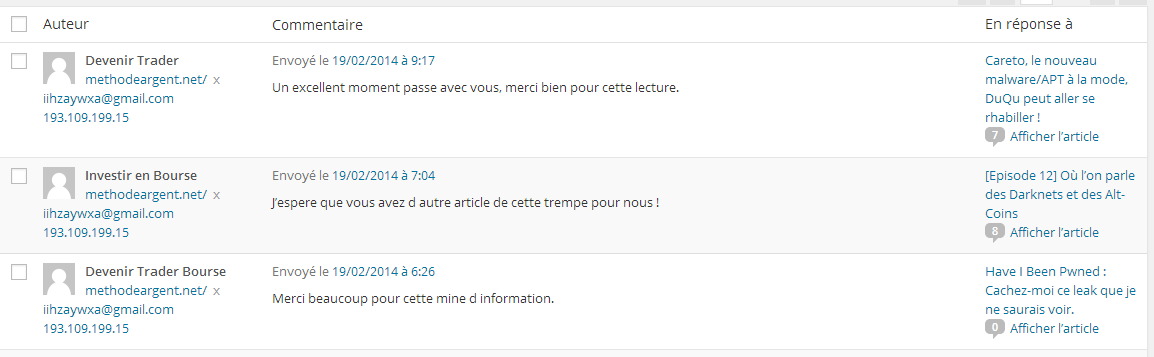 Auteur Commentaire En réponse à
Devenir Trader
methodeargent.net/ x
iihzaywxa@gmail.com
193.109.199.15
Envoyé le 19/02/2014 à 9:17
Un excellent moment passe avec vous, merci bien pour cette lecture.
Careto, le nouveau
malware/APT à la mode,
DuQu peut aller se
rhabiller !
7 Afficher l’article
Investir en Bourse
methodeargent.net/ x
iihzaywxa@gmail.com
193.109.199.15
Envoyé le 19/02/2014 à 7:04
J’espere que vous avez d autre article de cette trempe pour nous !
[Episode 12] Où l’on parle
des Darknets et des Alt-
Coins
8 Afficher l’article
Devenir Trader Bourse
methodeargent.net/ x
iihzaywxa@gmail.com
193.109.199.15
Envoyé le 19/02/2014 à 6:26
Merci beaucoup pour cette mine d information.
Have I Been Pwned :
Cachez-moi ce leak que je
ne saurais voir.
0 Afficher l’article